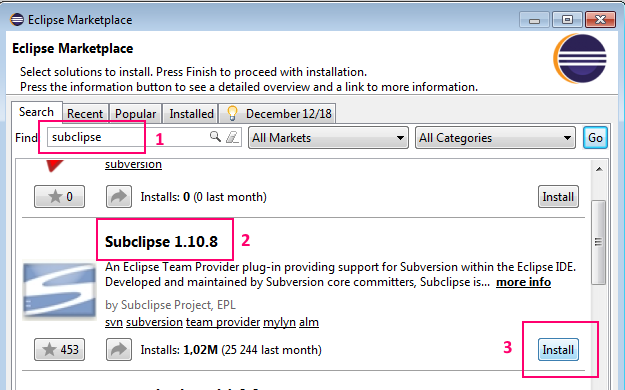 Eclipse Marketplace
Eclipse Marketplace
Select solutions to install. Press Finish to proceed with installation.
Press the information button to see a detailed overview and a link to more information.
Search Recent Popular Installed December 12/18
Find: subclipse 1 All Markets All Categories Go
subversion
0 Installs: 0 (0 last month) Install
Subclipse 1.10.8 2
An Eclipse Team Provider plug-in providing support for Subversion within the Eclipse IDE.
Developed and maintained by Subversion core committers, Subclipse is... more info
by Subclipse Project, EPL
svn subversion team provider mylyn alm
453 Installs: 1,02M (25 244 last month) 3 Install